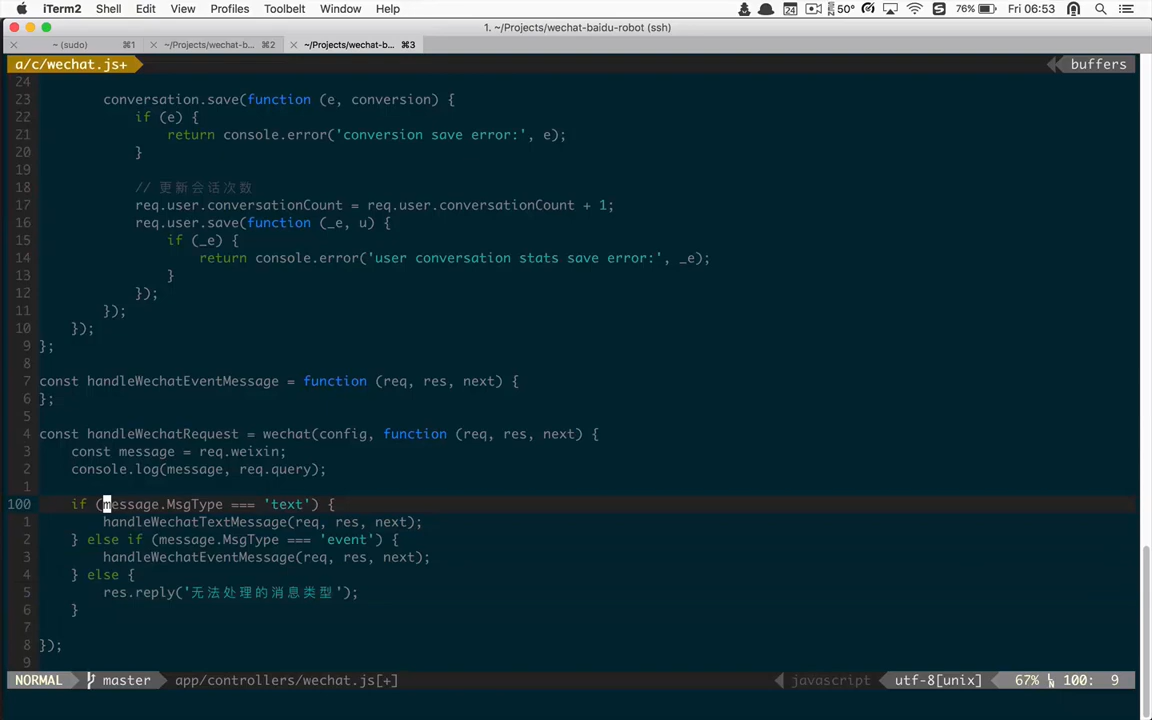 iTerm2 Shell Edit View Profiles Toolbelt Window Help 24 50° 76% Fri 06:53
1. ~/Projects/wechat-baidu-robot (ssh)
~ (sudo) ⌘1 ~/Projects/wechat-b... ⌘2 ~/Projects/wechat-b... ⌘3
a/c/wechat.js+ buffers
24
23 conversation.save(function (e, conversion) {
22 if (e) {
21 return console.error('conversion save error:', e);
20 }
19
18 // 更新会话次数
17 req.user.conversationCount = req.user.conversationCount + 1;
16 req.user.save(function (_e, u) {
15 if (_e) {
14 return console.error('user conversation stats save error:', _e);
13 }
12 });
11 });
10 });
9 };
8
7 const handleWechatEventMessage = function (req, res, next) {
6 };
5
4 const handleWechatRequest = wechat(config, function (req, res, next) {
3 const message = req.weixin;
2 console.log(message, req.query);
1
100 if (message.MsgType === 'text') {
1 handleWechatTextMessage(req, res, next);
2 } else if (message.MsgType === 'event') {
3 handleWechatEventMessage(req, res, next);
4 } else {
5 res.reply('无法处理的消息类型');
6 }
7
8 });
9
NORMAL master app/controllers/wechat.js[+] javascript utf-8[unix] 67% 100: 9